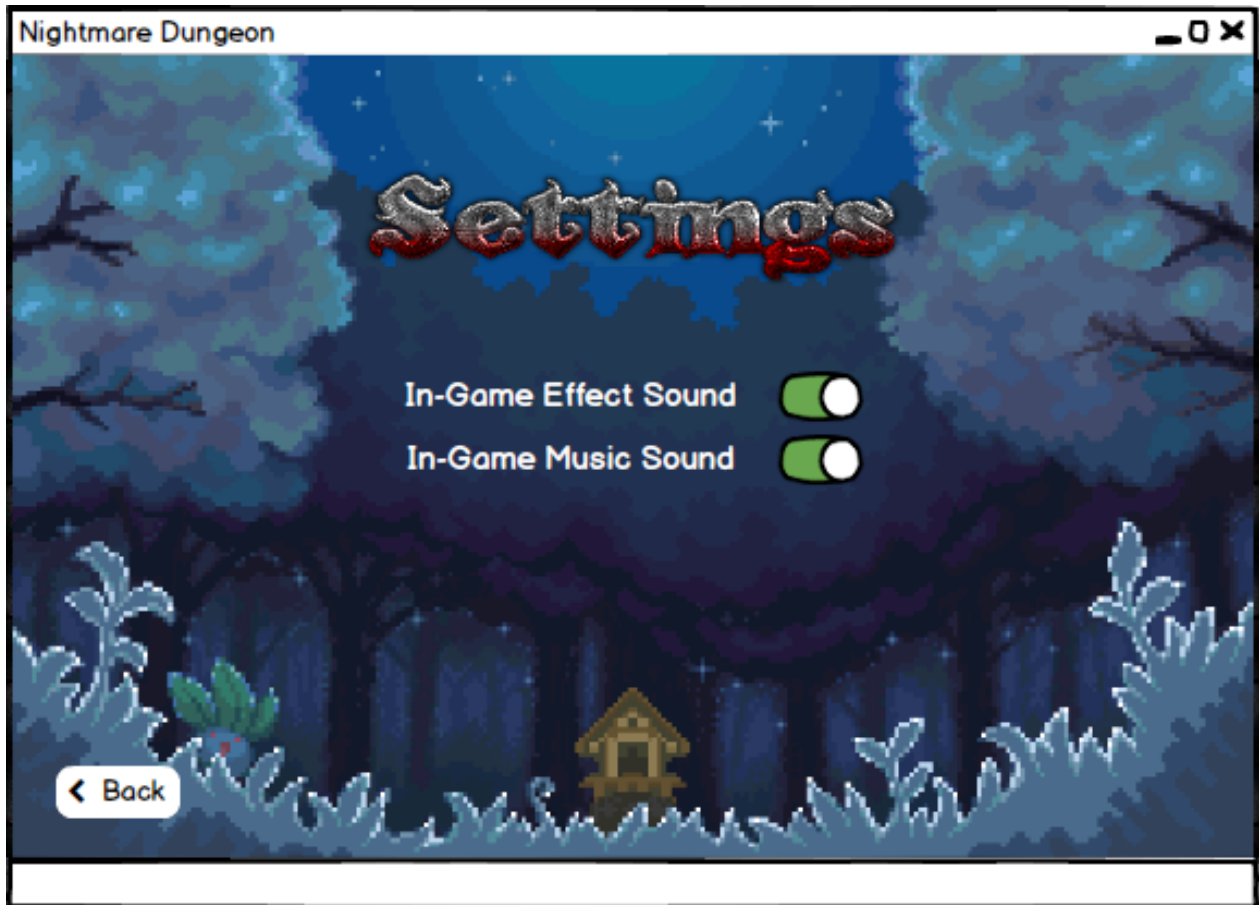 Nightmare Dungeon
Settings
In-Game Effect Sound
In-Game Music Sound
Back